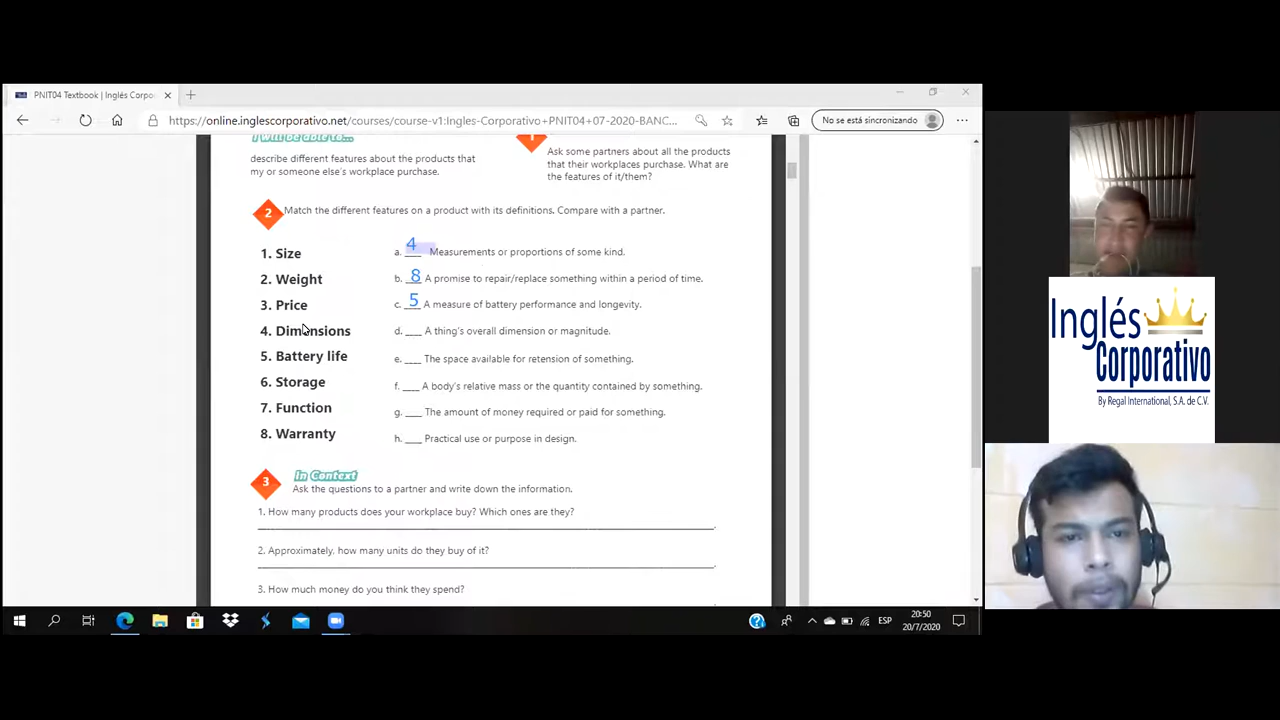 PNIT04 Textbook | Inglés Corpo
https://online.inglescorporativo.net/courses/course-v1:Ingles-Corporativo+PNIT04+07-2020-BANC...
No se está sincronizando
I will be able to...
describe different features about the products that
my or someone else's workplace purchase.
1
Ask some partners about all the products
that their workplaces purchase. What are
the features of it/them?
2
Match the different features on a product with its definitions. Compare with a partner.
1. Size
2. Weight
3. Price
4. Dimensions
5. Battery life
6. Storage
7. Function
8. Warranty
a. 4 Measurements or proportions of some kind.
b. 8 A promise to repair/replace something within a period of time.
c. 5 A measure of battery performance and longevity.
d. ____ A thing's overall dimension or magnitude.
e. ____ The space available for retention of something.
f. ____ A body's relative mass or the quantity contained by something.
g. ____ The amount of money required or paid for something.
h. ____ Practical use or purpose in design.
3
In Context
Ask the questions to a partner and write down the information.
1. How many products does your workplace buy? Which ones are they?
2. Approximately, how many units do they buy of it?
3. How much money do you think they spend?
ESP
20:50
20/7/2020
Inglés
Corporativo
By Regal International, S.A. de C.V.